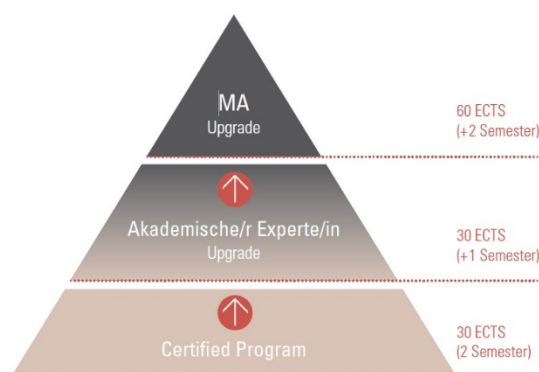 MA
Upgrade
60 ECTS
(+2 Semester)
Akademische/r Experte/in
Upgrade
30 ECTS
(+1 Semester)
Certified Program
30 ECTS
(2 Semester)